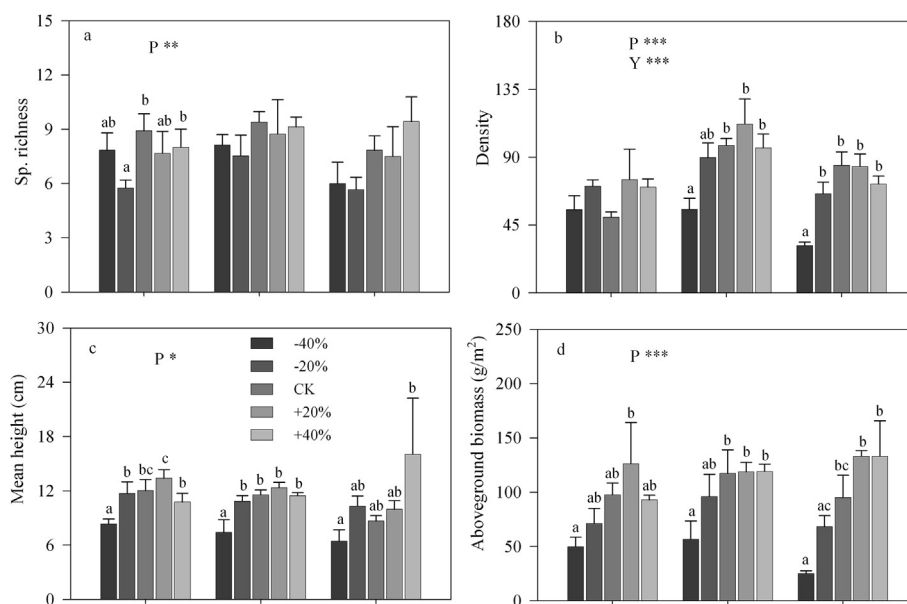 a
P **
Sp. richness
15
12
9
6
3
0
ab a b ab b
b
P ***
Y ***
Density
180
135
90
45
0
a ab b b b
a b b b b
c
P *
Mean height (cm)
30
24
18
12
6
0
-40%
-20%
CK
+20%
+40%
a b bc c b
a b b b b
a ab ab ab b
d
P ***
Aboveground biomass (g/m²)
250
200
150
100
50
0
a ab ab b ab
a ab b b b
a ac bc b b